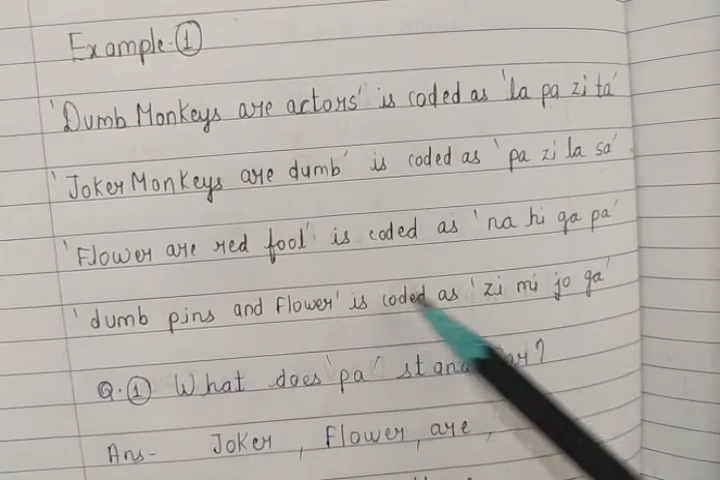 Example-①
'Dumb Monkeys are actors' is coded as 'la pa zi ta'
'Joker Monkeys are dumb' is coded as 'pa zi la sa'
'Flower are red fool' is coded as 'na hi ga pa'
'dumb pins and flower' is coded as 'zi mi jo ga'
Q.① What does 'pa'
Ans- Joker, Flower, are,